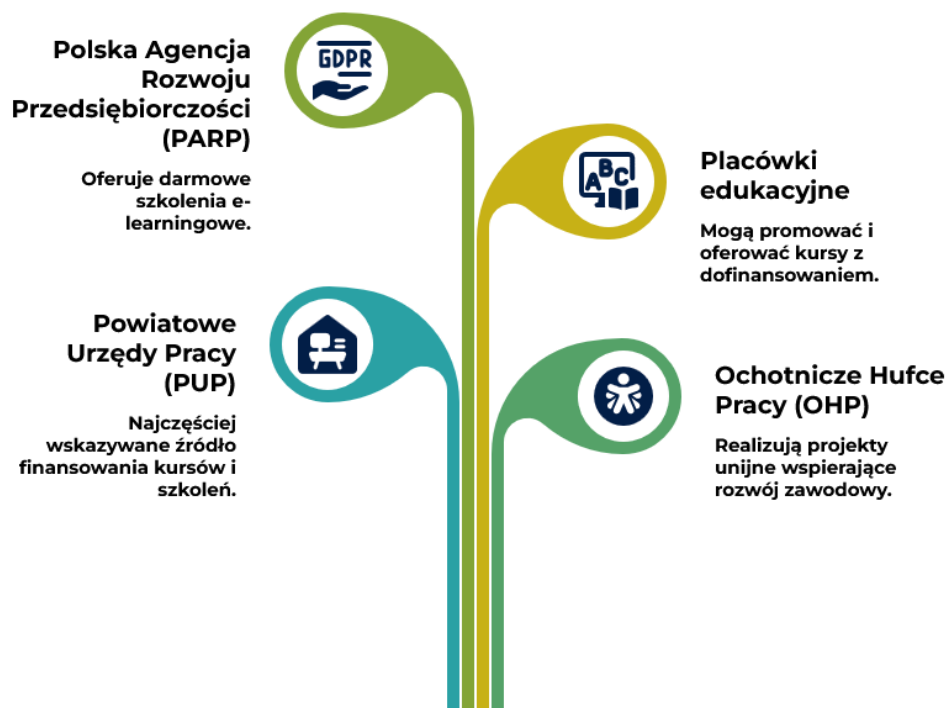 Polska Agencja
Rozwoju
Przedsiębiorczości
(PARP)
Oferuje darmowe
szkolenia e-
learningowe.
GDPR
Placówki
edukacyjne
Mogą promować i
oferować kursy z
dofinansowaniem.
ABC
Powiatowe
Urzędy Pracy
(PUP)
Najczęściej
wskazywane źródło
finansowania kursów i
szkoleń.
Ochotnicze Hufce
Pracy (OHP)
Realizują projekty
unijne wspierające
rozwój zawodowy.